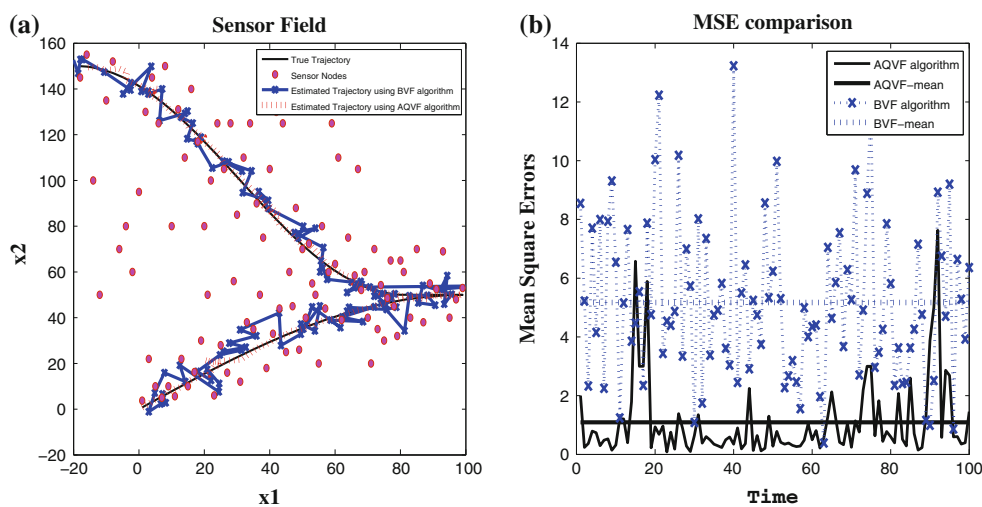 (a)
Sensor Field
True Trajectory
Sensor Nodes
Estimated Trajectory using BVF algorithm
Estimated Trajectory using AQVF algorithm
160
140
120
100
80
60
40
20
0
−20
x2
−20
0
20
40
60
80
100
x1
(b)
MSE comparison
AQVF algorithm
AQVF−mean
BVF algorithm
BVF−mean
14
12
10
8
6
4
2
0
Mean Square Errors
0
20
40
60
80
100
Time